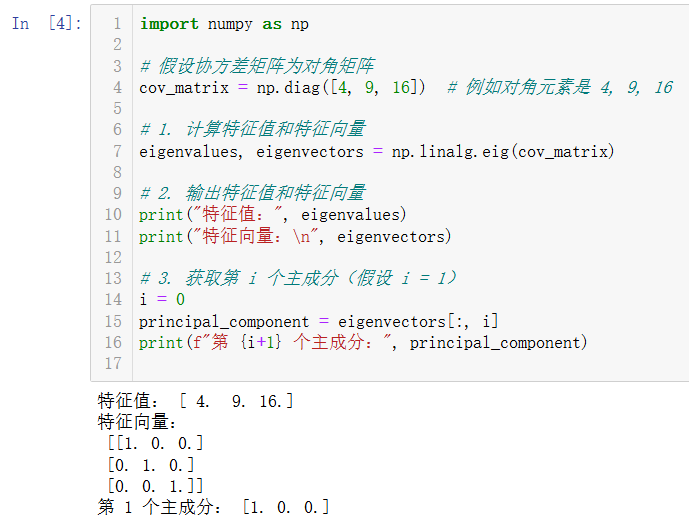 In [4]:
1 import numpy as np
2
3 # 假设协方差矩阵为对角矩阵
4 cov_matrix = np.diag([4, 9, 16])  # 例如对角元素是 4, 9, 16
5
6 # 1. 计算特征值和特征向量
7 eigenvalues, eigenvectors = np.linalg.eig(cov_matrix)
8
9 # 2. 输出特征值和特征向量
10 print("特征值：", eigenvalues)
11 print("特征向量：\n", eigenvectors)
12
13 # 3. 获取第 i 个主成分（假设 i = 1）
14 i = 0
15 principal_component = eigenvectors[:, i]
16 print(f"第 {i+1} 个主成分：", principal_component)
17
特征值： [ 4.  9. 16.]
特征向量：
 [[1. 0. 0.]
 [0. 1. 0.]
 [0. 0. 1.]]
第 1 个主成分： [1. 0. 0.]